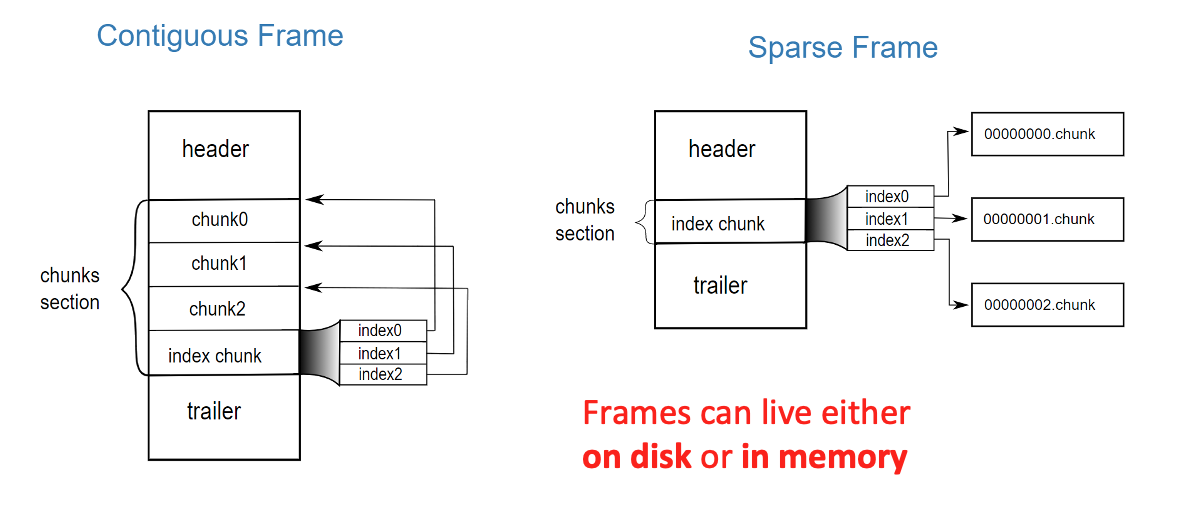 Contiguous Frame
header
chunk0
chunk1
chunk2
index chunk
trailer
chunks
section
index0
index1
index2
Sparse Frame
header
index chunk
trailer
chunks
section
index0
index1
index2
00000000.chunk
00000001.chunk
00000002.chunk
Frames can live either
on disk or in memory